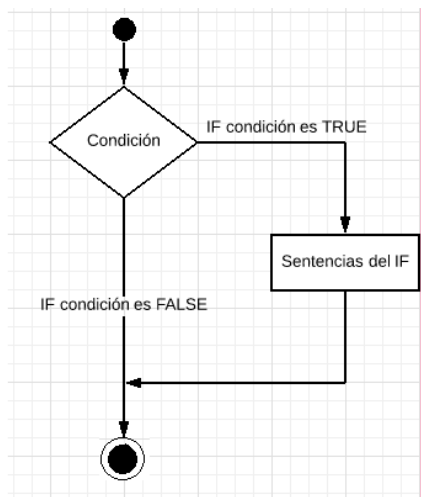 IF condición es TRUE
Condición
Sentencias del IF
IF condición es FALSE